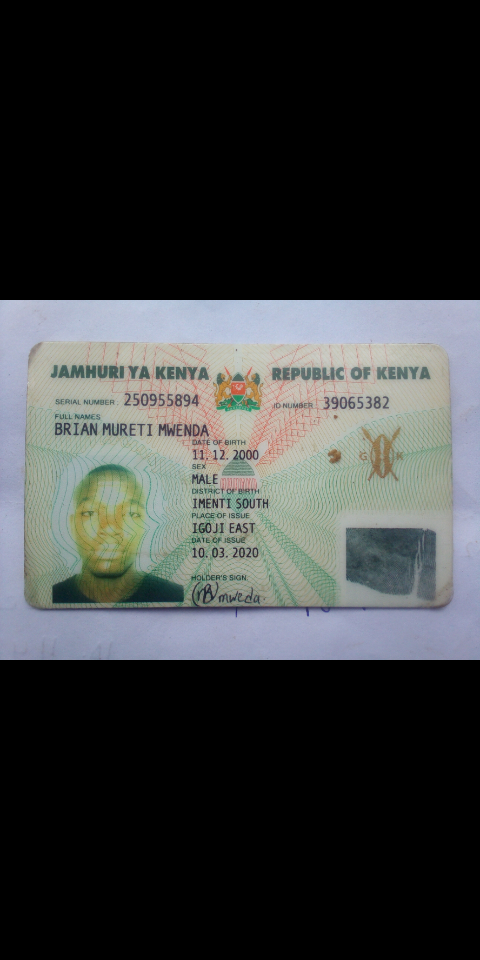 JAMHURI YA KENYA REPUBLIC OF KENYA
SERIAL NUMBER: 250955894 ID NUMBER: 39065382
FULL NAMES
BRIAN MURETI MWENDA
DATE OF BIRTH
11. 12. 2000
SEX
MALE
DISTRICT OF BIRTH
IMENTI SOUTH
PLACE OF ISSUE
IGOJI EAST
DATE OF ISSUE
10. 03. 2020
HOLDER'S SIGN.
mweda.
G K